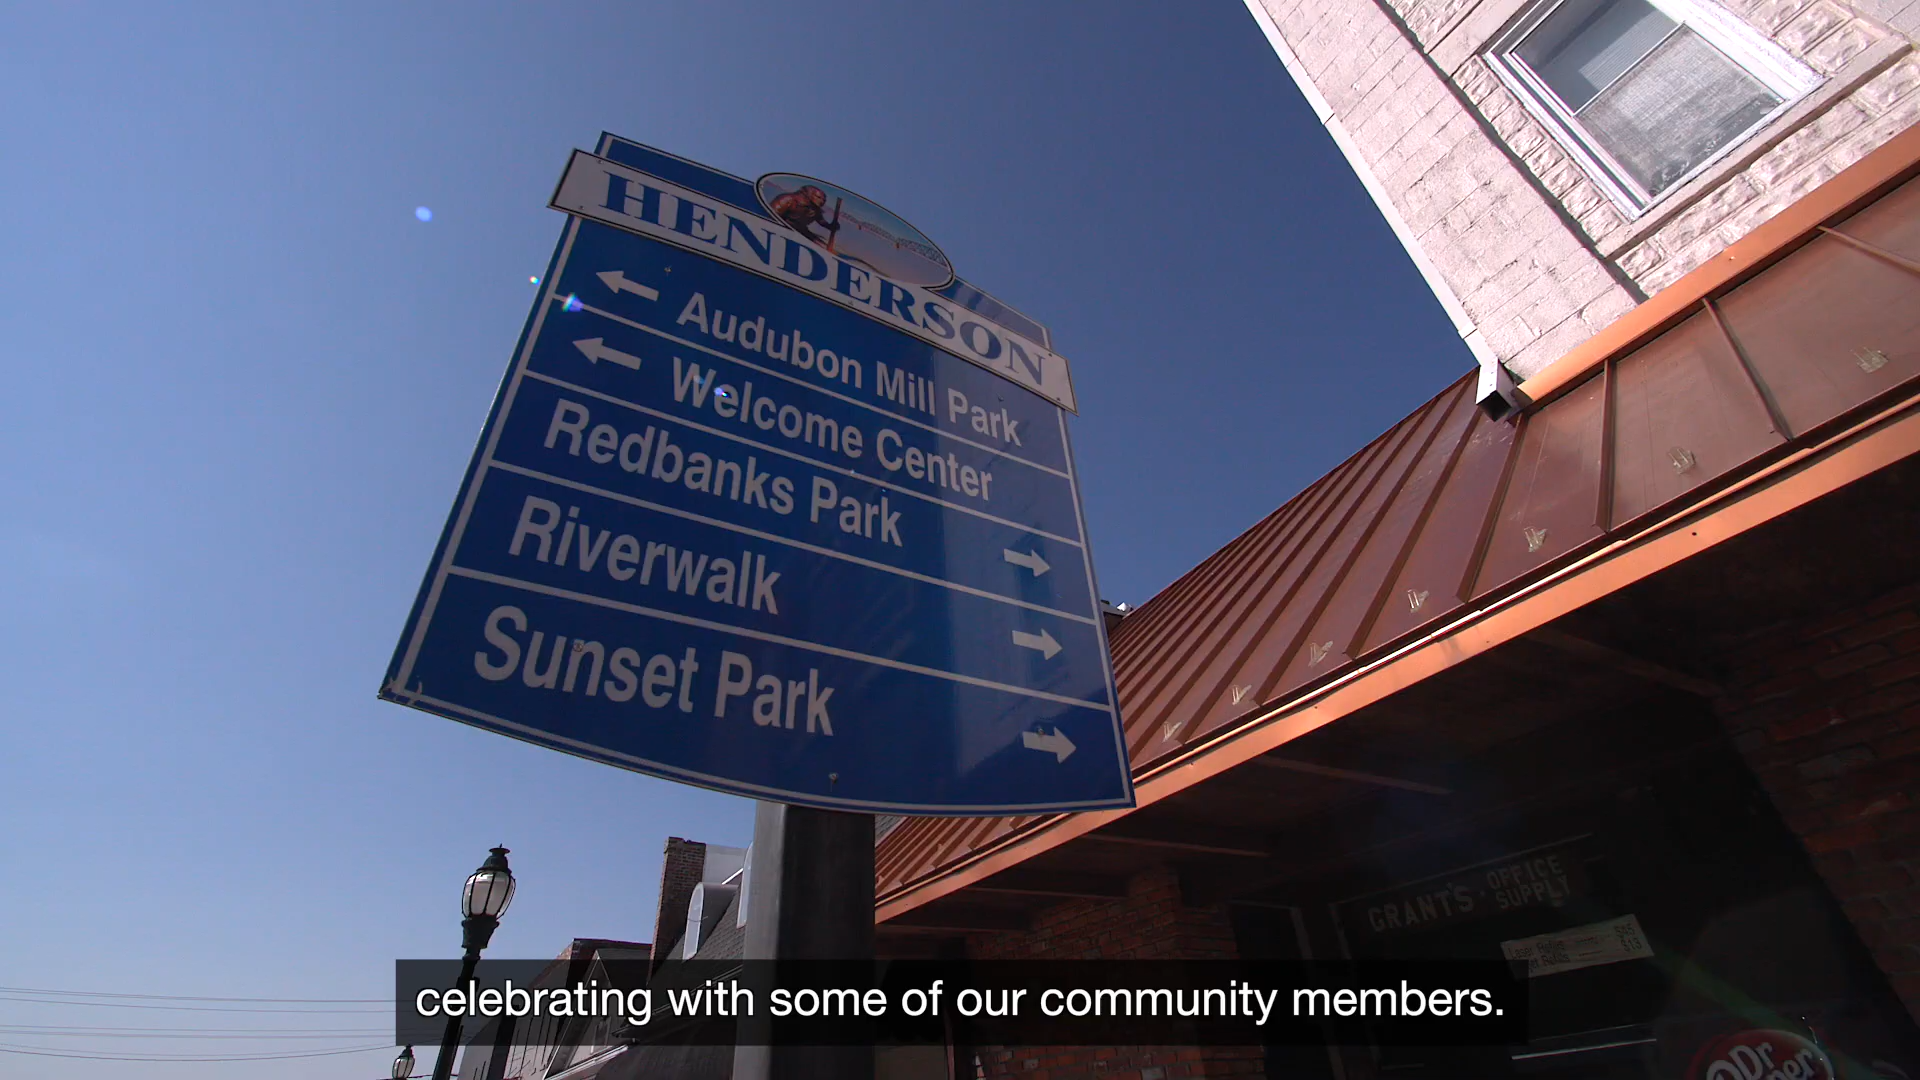 HENDERSON
Audubon Mill Park
Welcome Center
Redbanks Park
Riverwalk
Sunset Park
GRANT'S OFFICE SUPPLY
Dr
celebrating with some of our community members.